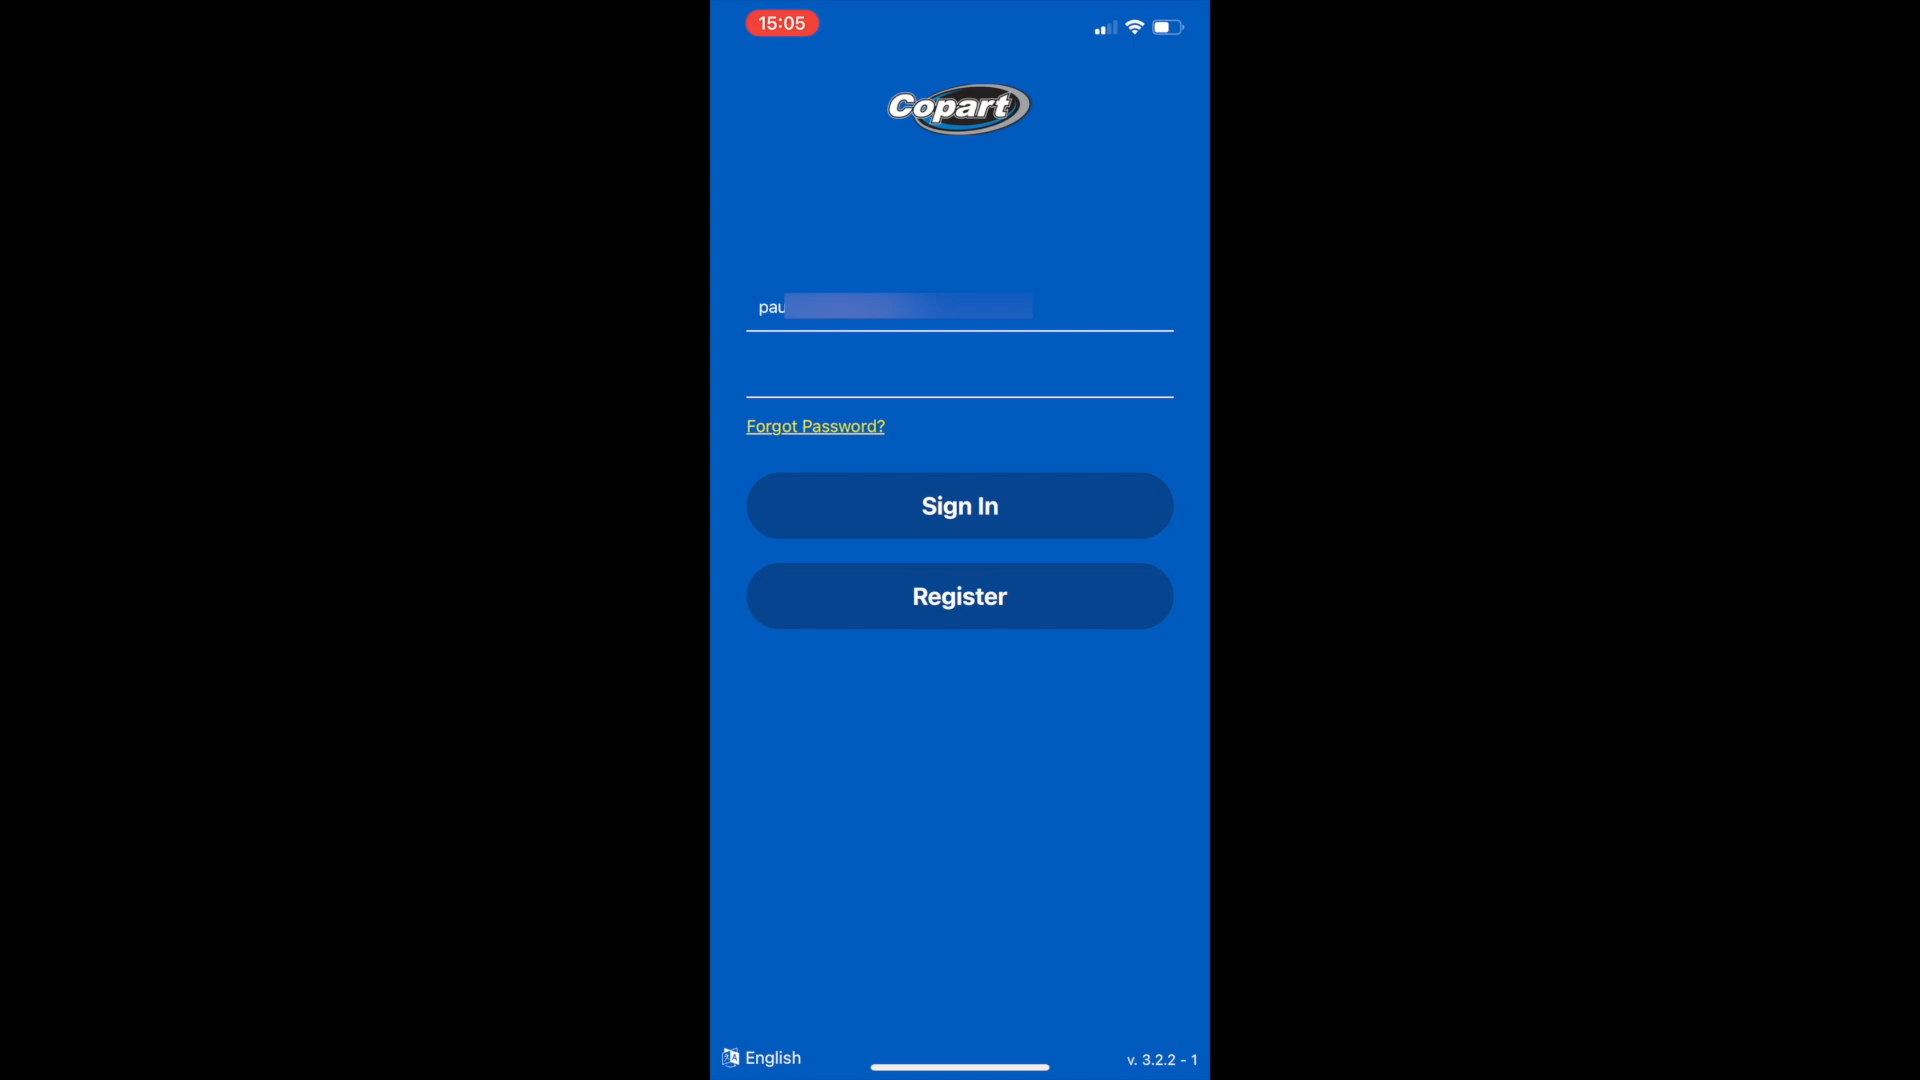 15:05
Copart
pau
Forgot Password?
Sign In
Register
English
v. 3.2.2 - 1